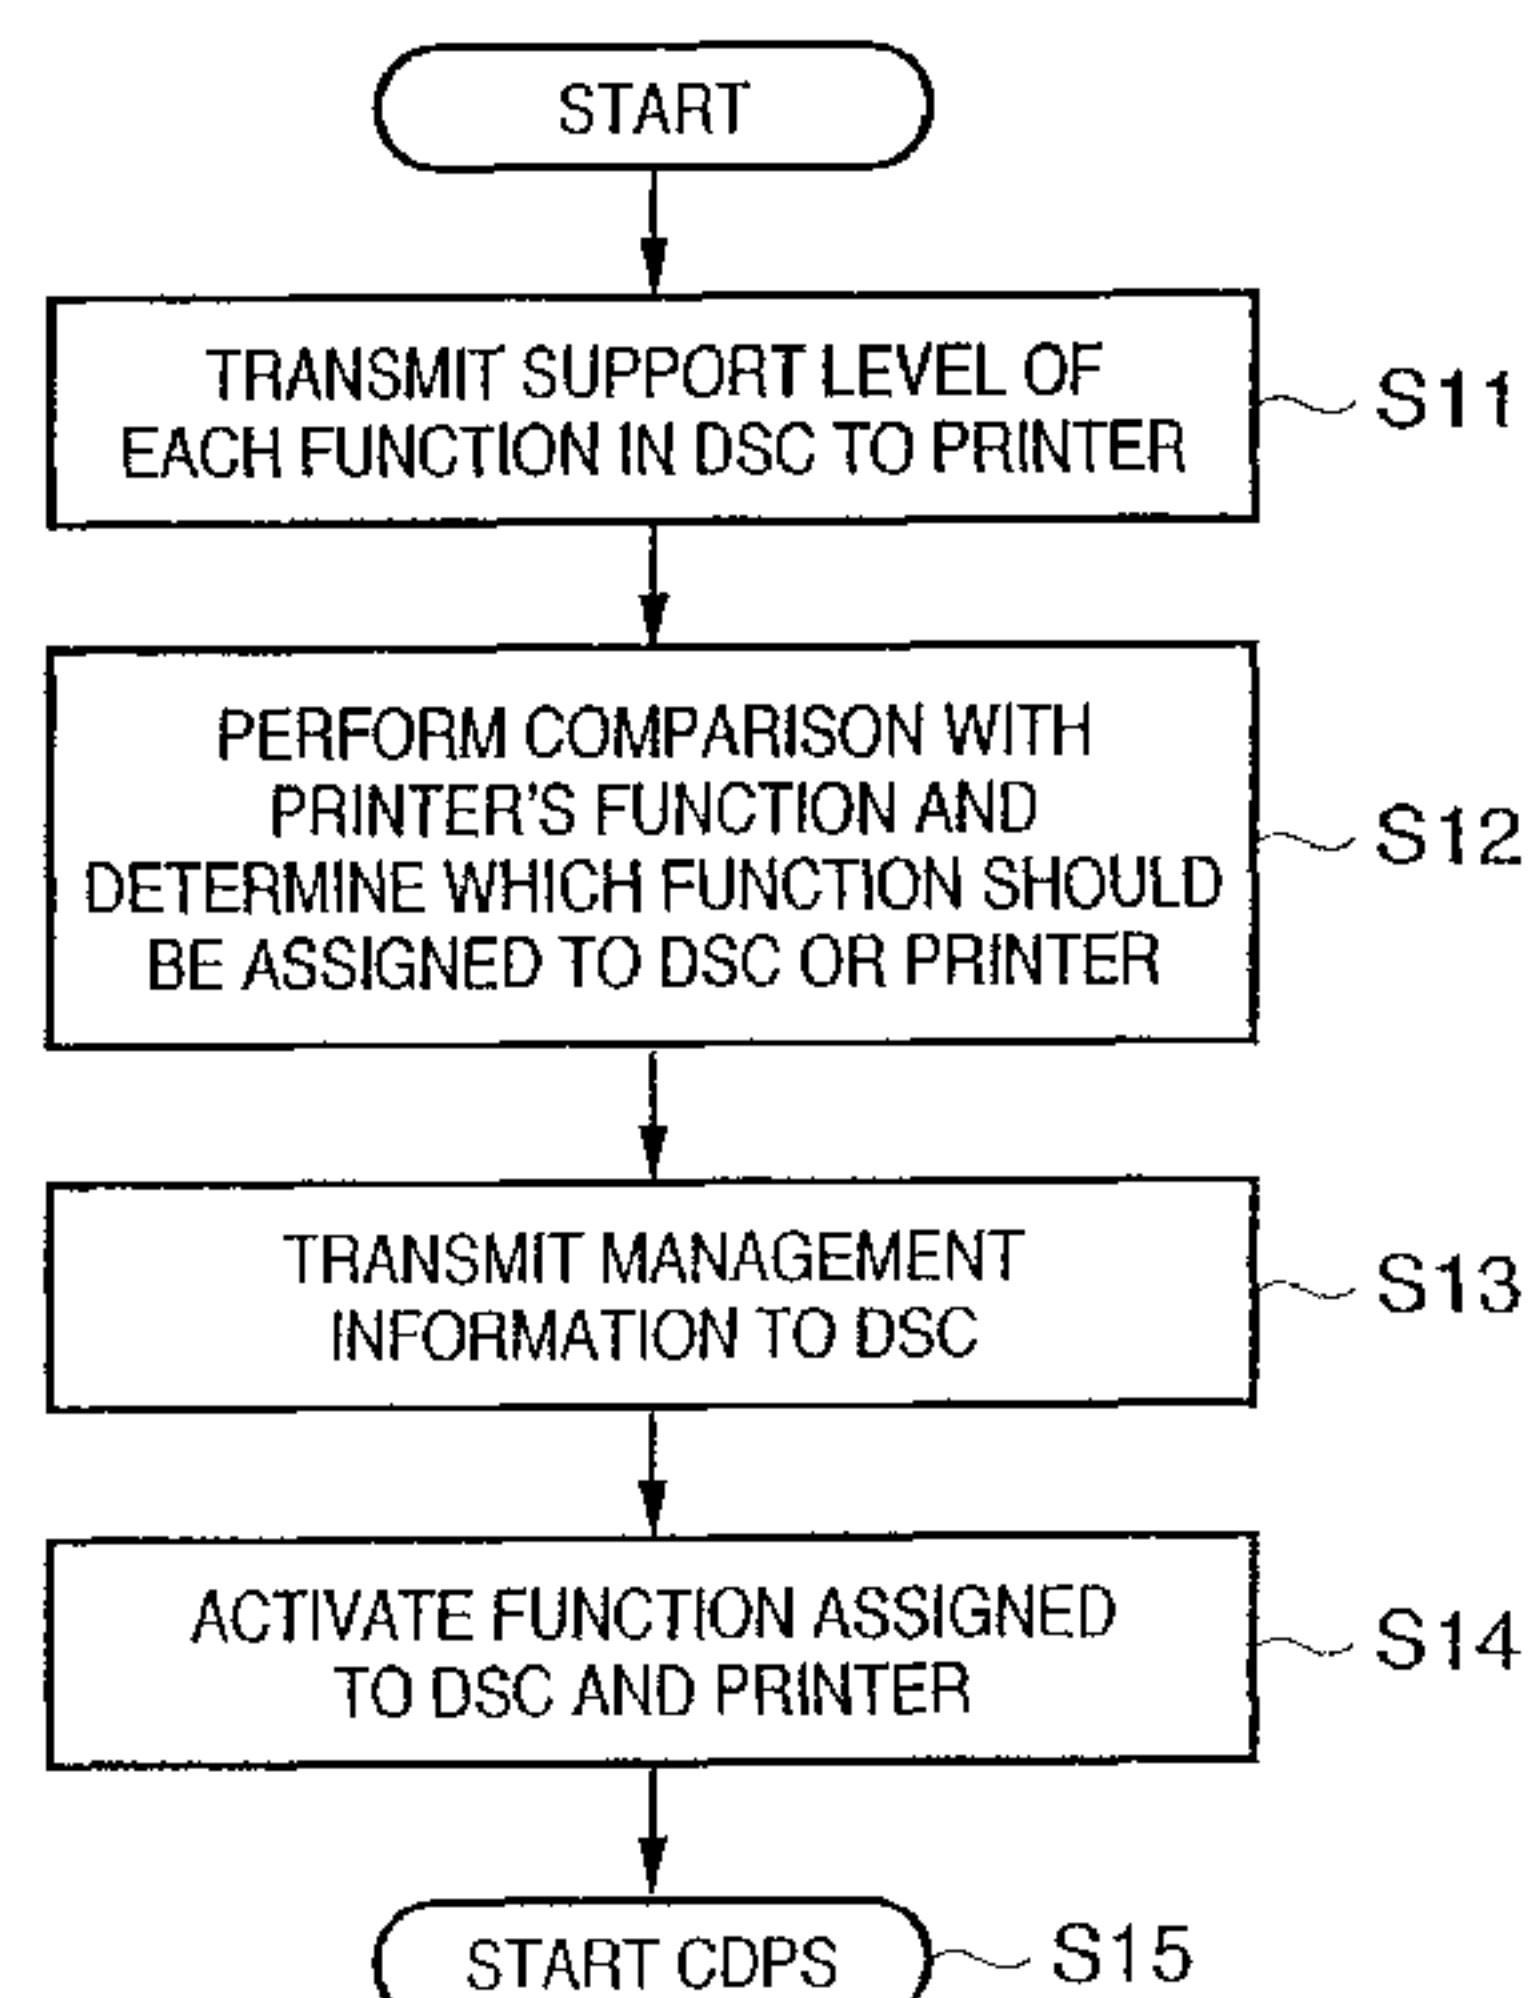 START
TRANSMIT SUPPORT LEVEL OF
EACH FUNCTION IN DSC TO PRINTER
S11
PERFORM COMPARISON WITH
PRINTER'S FUNCTION AND
DETERMINE WHICH FUNCTION SHOULD
BE ASSIGNED TO DSC OR PRINTER
S12
TRANSMIT MANAGEMENT
INFORMATION TO DSC
S13
ACTIVATE FUNCTION ASSIGNED
TO DSC AND PRINTER
S14
START CDPS
S15